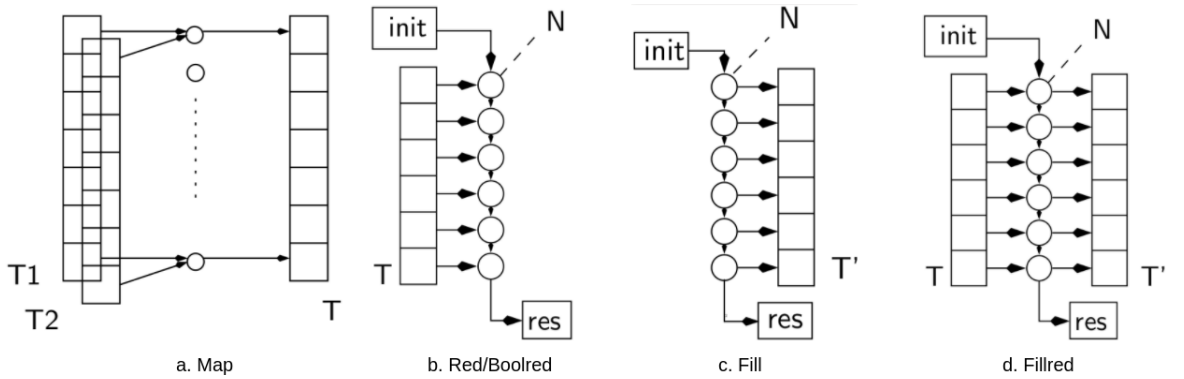 T1
T2
T
a. Map
init
N
T
res
b. Red/Boolred
init
N
T'
res
c. Fill
init
N
T
T'
res
d. Fillred